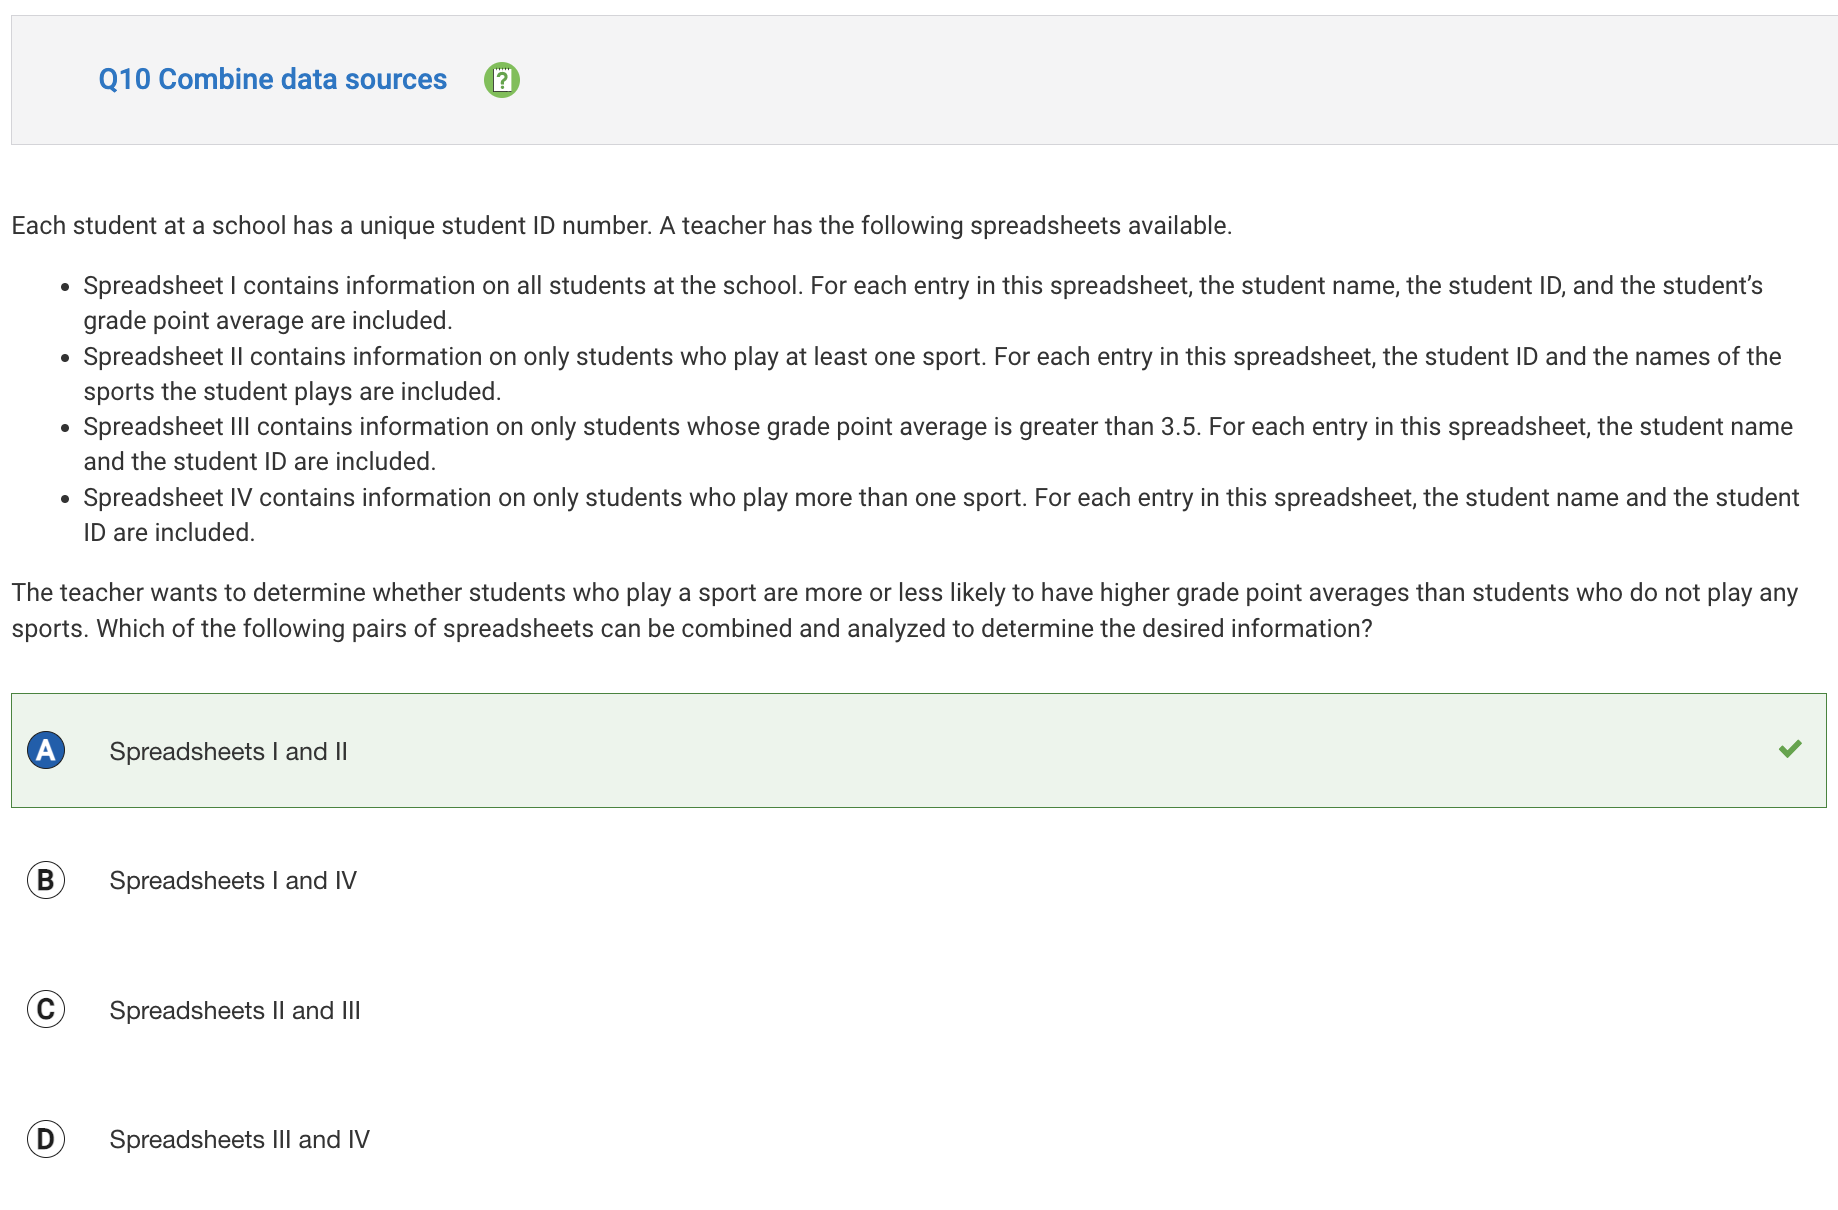 Q10 Combine data sources
?
Each student at a school has a unique student ID number. A teacher has the following spreadsheets available.
• Spreadsheet I contains information on all students at the school. For each entry in this spreadsheet, the student name, the student ID, and the student’s
grade point average are included.
• Spreadsheet II contains information on only students who play at least one sport. For each entry in this spreadsheet, the student ID and the names of the
sports the student plays are included.
• Spreadsheet III contains information on only students whose grade point average is greater than 3.5. For each entry in this spreadsheet, the student name
and the student ID are included.
• Spreadsheet IV contains information on only students who play more than one sport. For each entry in this spreadsheet, the student name and the student
ID are included.
The teacher wants to determine whether students who play a sport are more or less likely to have higher grade point averages than students who do not play any
sports. Which of the following pairs of spreadsheets can be combined and analyzed to determine the desired information?
A Spreadsheets I and II
B Spreadsheets I and IV
C Spreadsheets II and III
D Spreadsheets III and IV